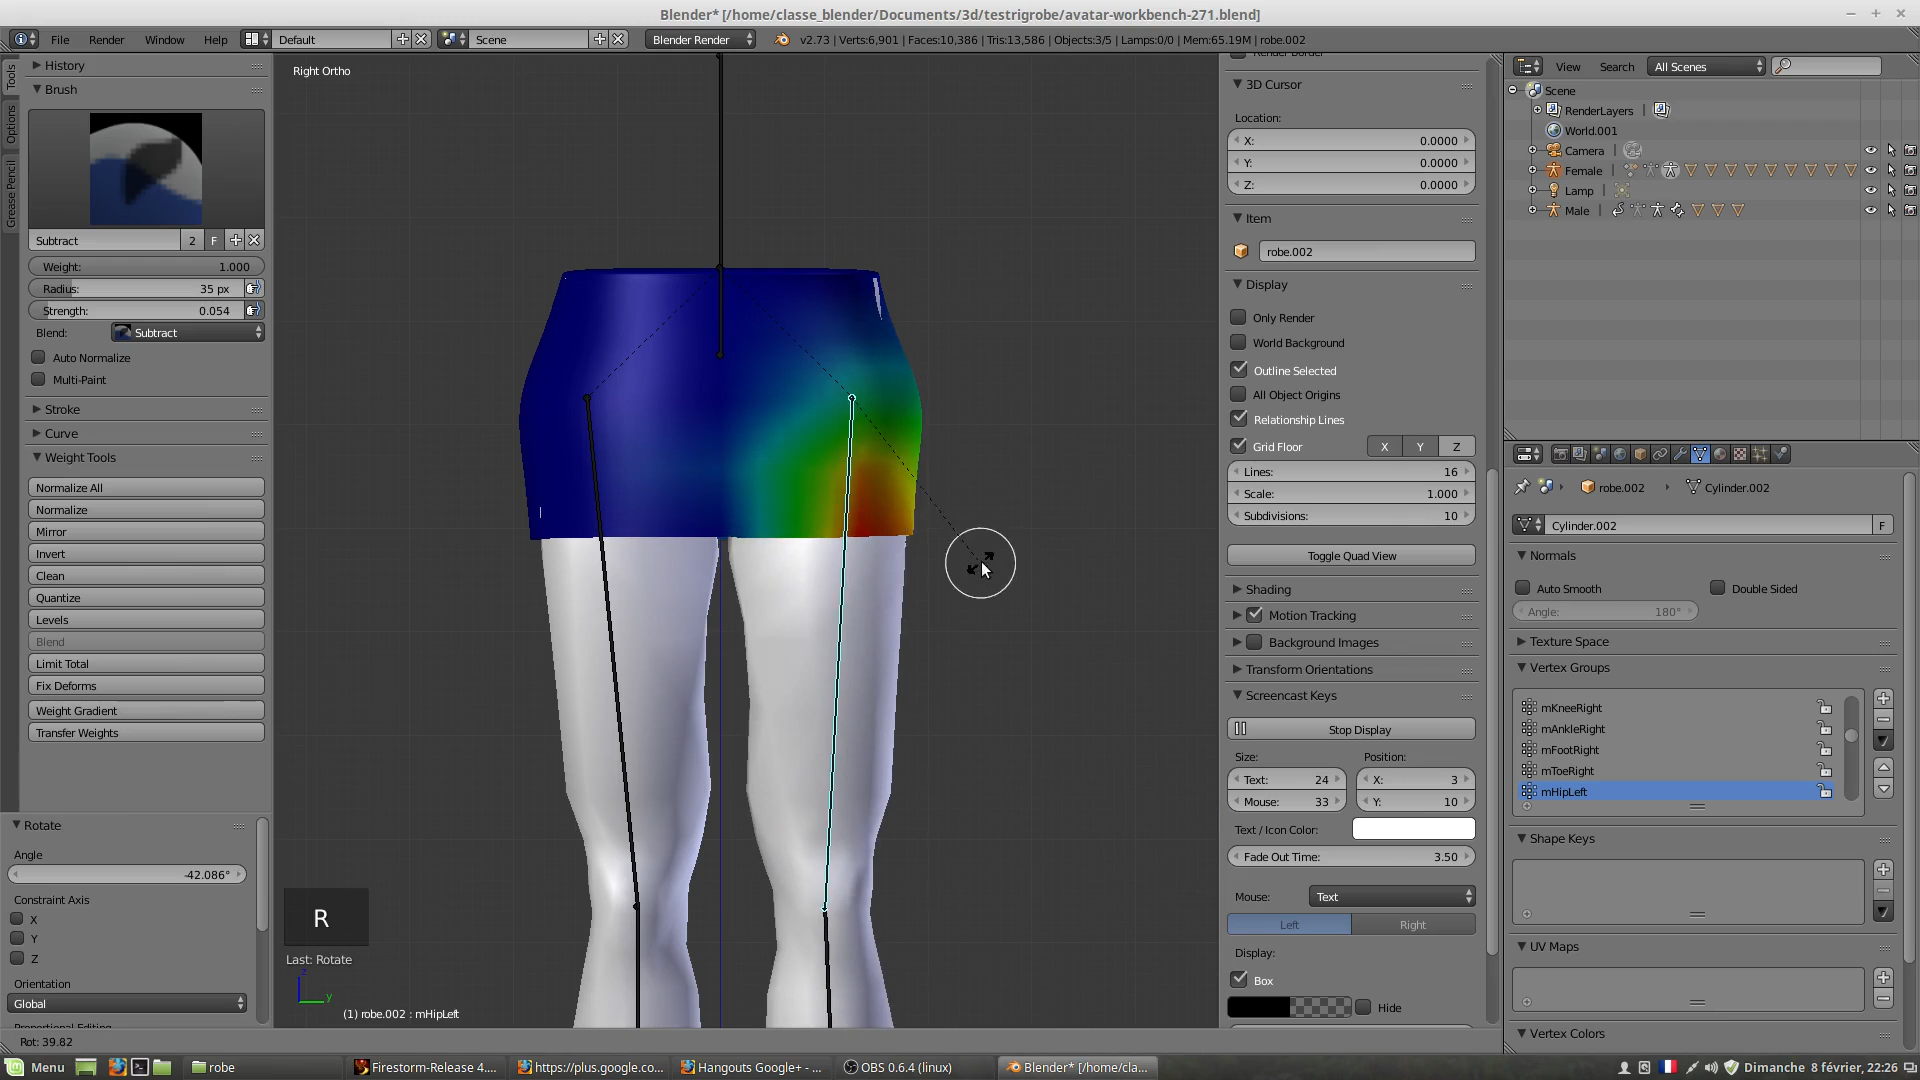 Blender* [/home/classe_blender/Documents/3d/testrigrobe/avatar-workbench-271.blend]
File Render Window Help Default Scene Blender Render v2.73 | Verts:6,901 | Faces:10,386 | Tris:13,586 | Objects:3/5 | Lamps:0/0 | Mem:65.19M | robe.002
Tools
Options
Grease Pencil
History
Brush
Subtract 2 F
Weight: 1.000
Radius: 35 px
Strength: 0.054
Blend: Subtract
Auto Normalize
Multi-Paint
Stroke
Curve
Weight Tools
Normalize All
Normalize
Mirror
Invert
Clean
Quantize
Levels
Blend
Limit Total
Fix Deforms
Weight Gradient
Transfer Weights
Rotate
Angle
-42.086°
Constraint Axis
X
Y
Z
Orientation
Global
Proportional Editing
Right Ortho
R
Last: Rotate
z
y
(1) robe.002 : mHipLeft
Rot: 39.82
Render Border
3D Cursor
Location:
X: 0.0000
Y: 0.0000
Z: 0.0000
Item
robe.002
Display
Only Render
World Background
Outline Selected
All Object Origins
Relationship Lines
Grid Floor X Y Z
Lines: 16
Scale: 1.000
Subdivisions: 10
Toggle Quad View
Shading
Motion Tracking
Background Images
Transform Orientations
Screencast Keys
Stop Display
Size: Position:
Text: 24 X: 3
Mouse: 33 Y: 10
Text / Icon Color:
Fade Out Time: 3.50
Mouse: Text
Left Right
Display:
Box
Hide
View Search All Scenes
Scene
RenderLayers
World.001
Camera
Female
Lamp
Male
robe.002 Cylinder.002
Cylinder.002 F
Normals
Auto Smooth Double Sided
Angle: 180°
Texture Space
Vertex Groups
mKneeRight
mAnkleRight
mFootRight
mToeRight
mHipLeft
Shape Keys
UV Maps
Vertex Colors
Menu robe Firestorm-Release 4.... https://plus.google.co... Hangouts Google+ - ... OBS 0.6.4 (linux) Blender* [/home/cla... Dimanche 8 février, 22:26